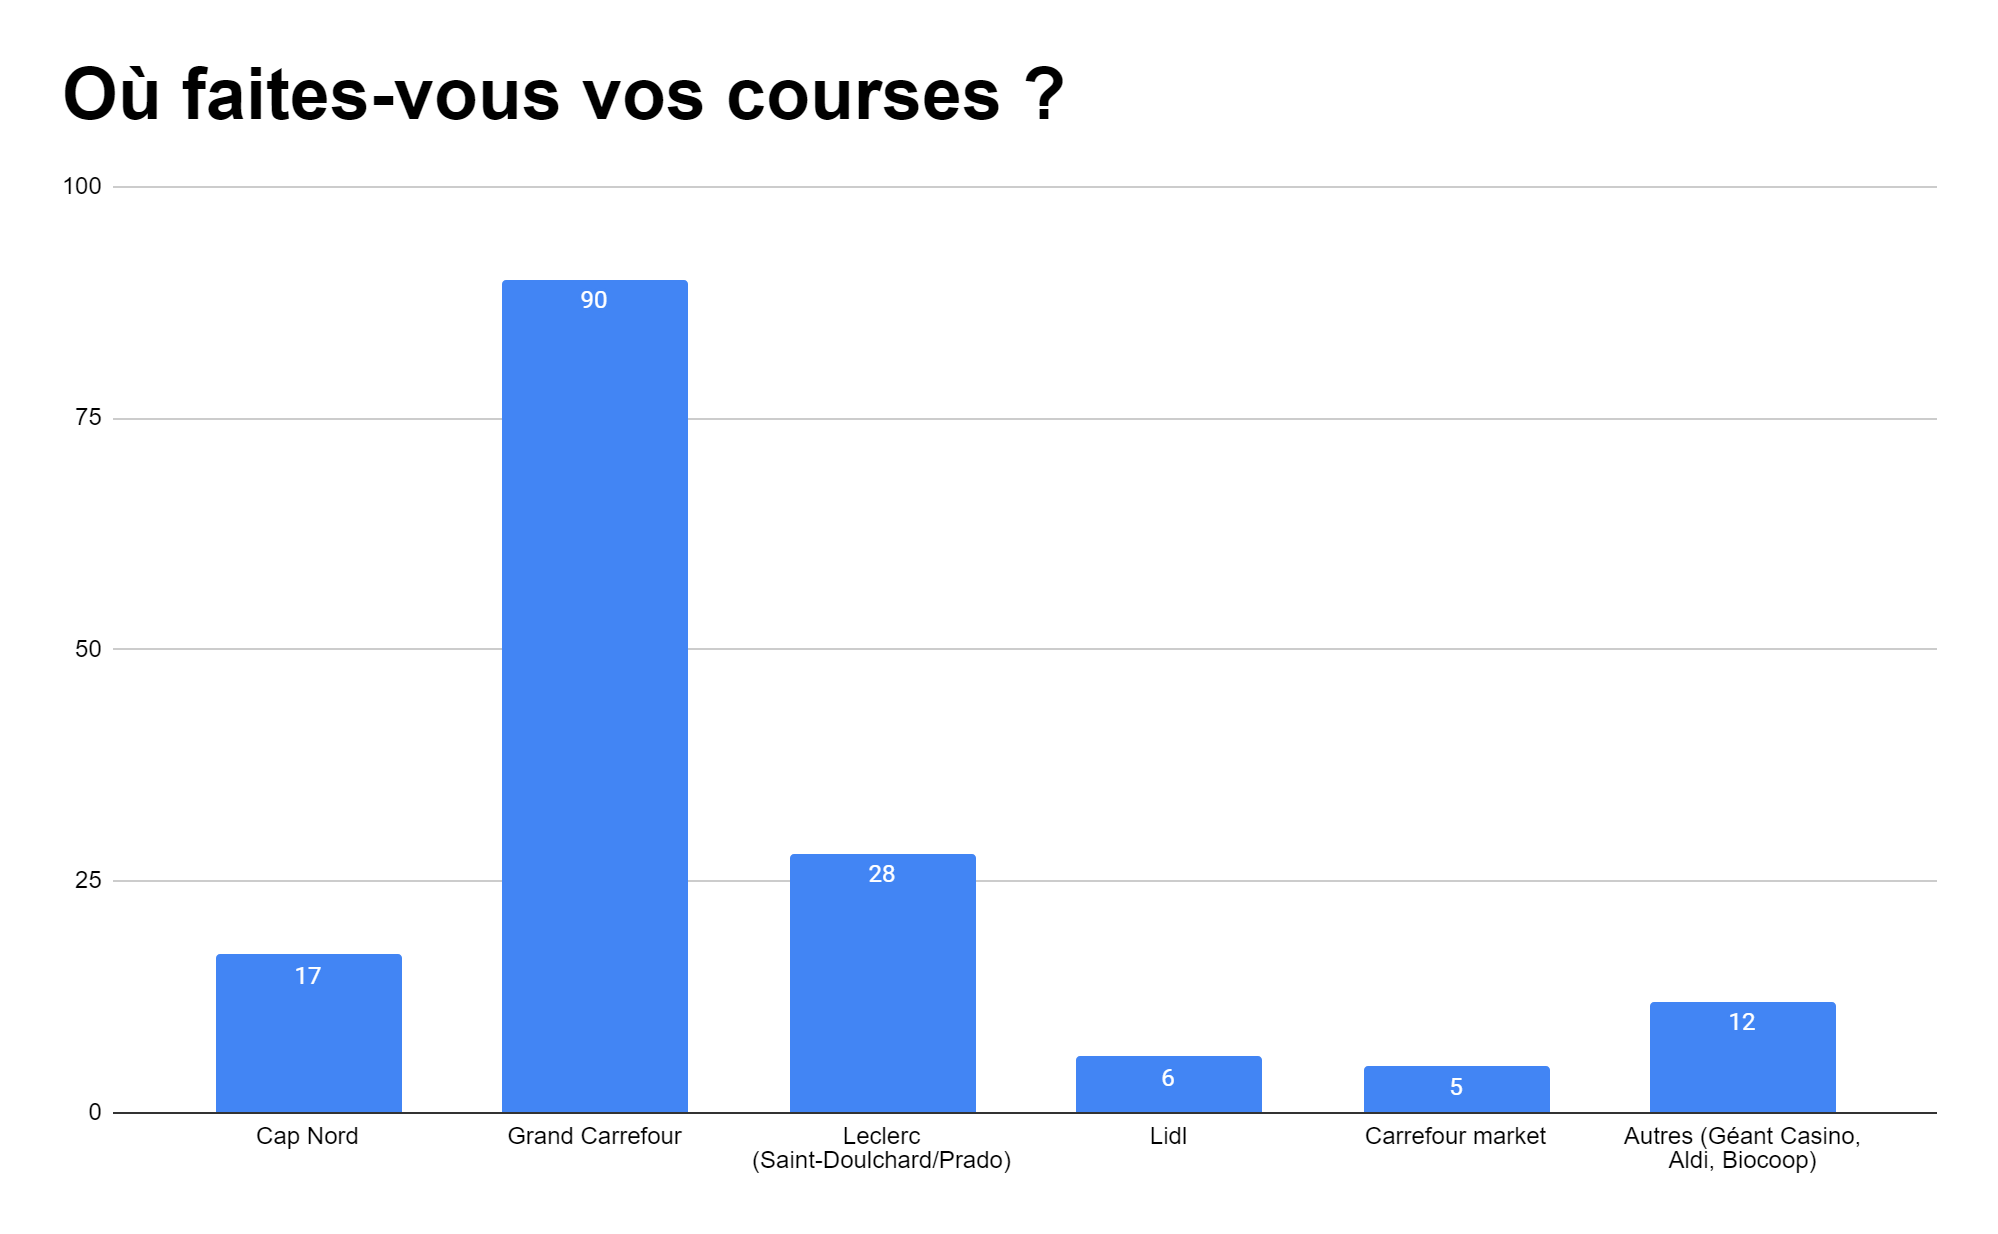 Où faites-vous vos courses ?
100
75
50
25
0
17
90
28
6
5
12
Cap Nord
Grand Carrefour
Leclerc
(Saint-Doulchard/Prado)
Lidl
Carrefour market
Autres (Géant Casino,
Aldi, Biocoop)